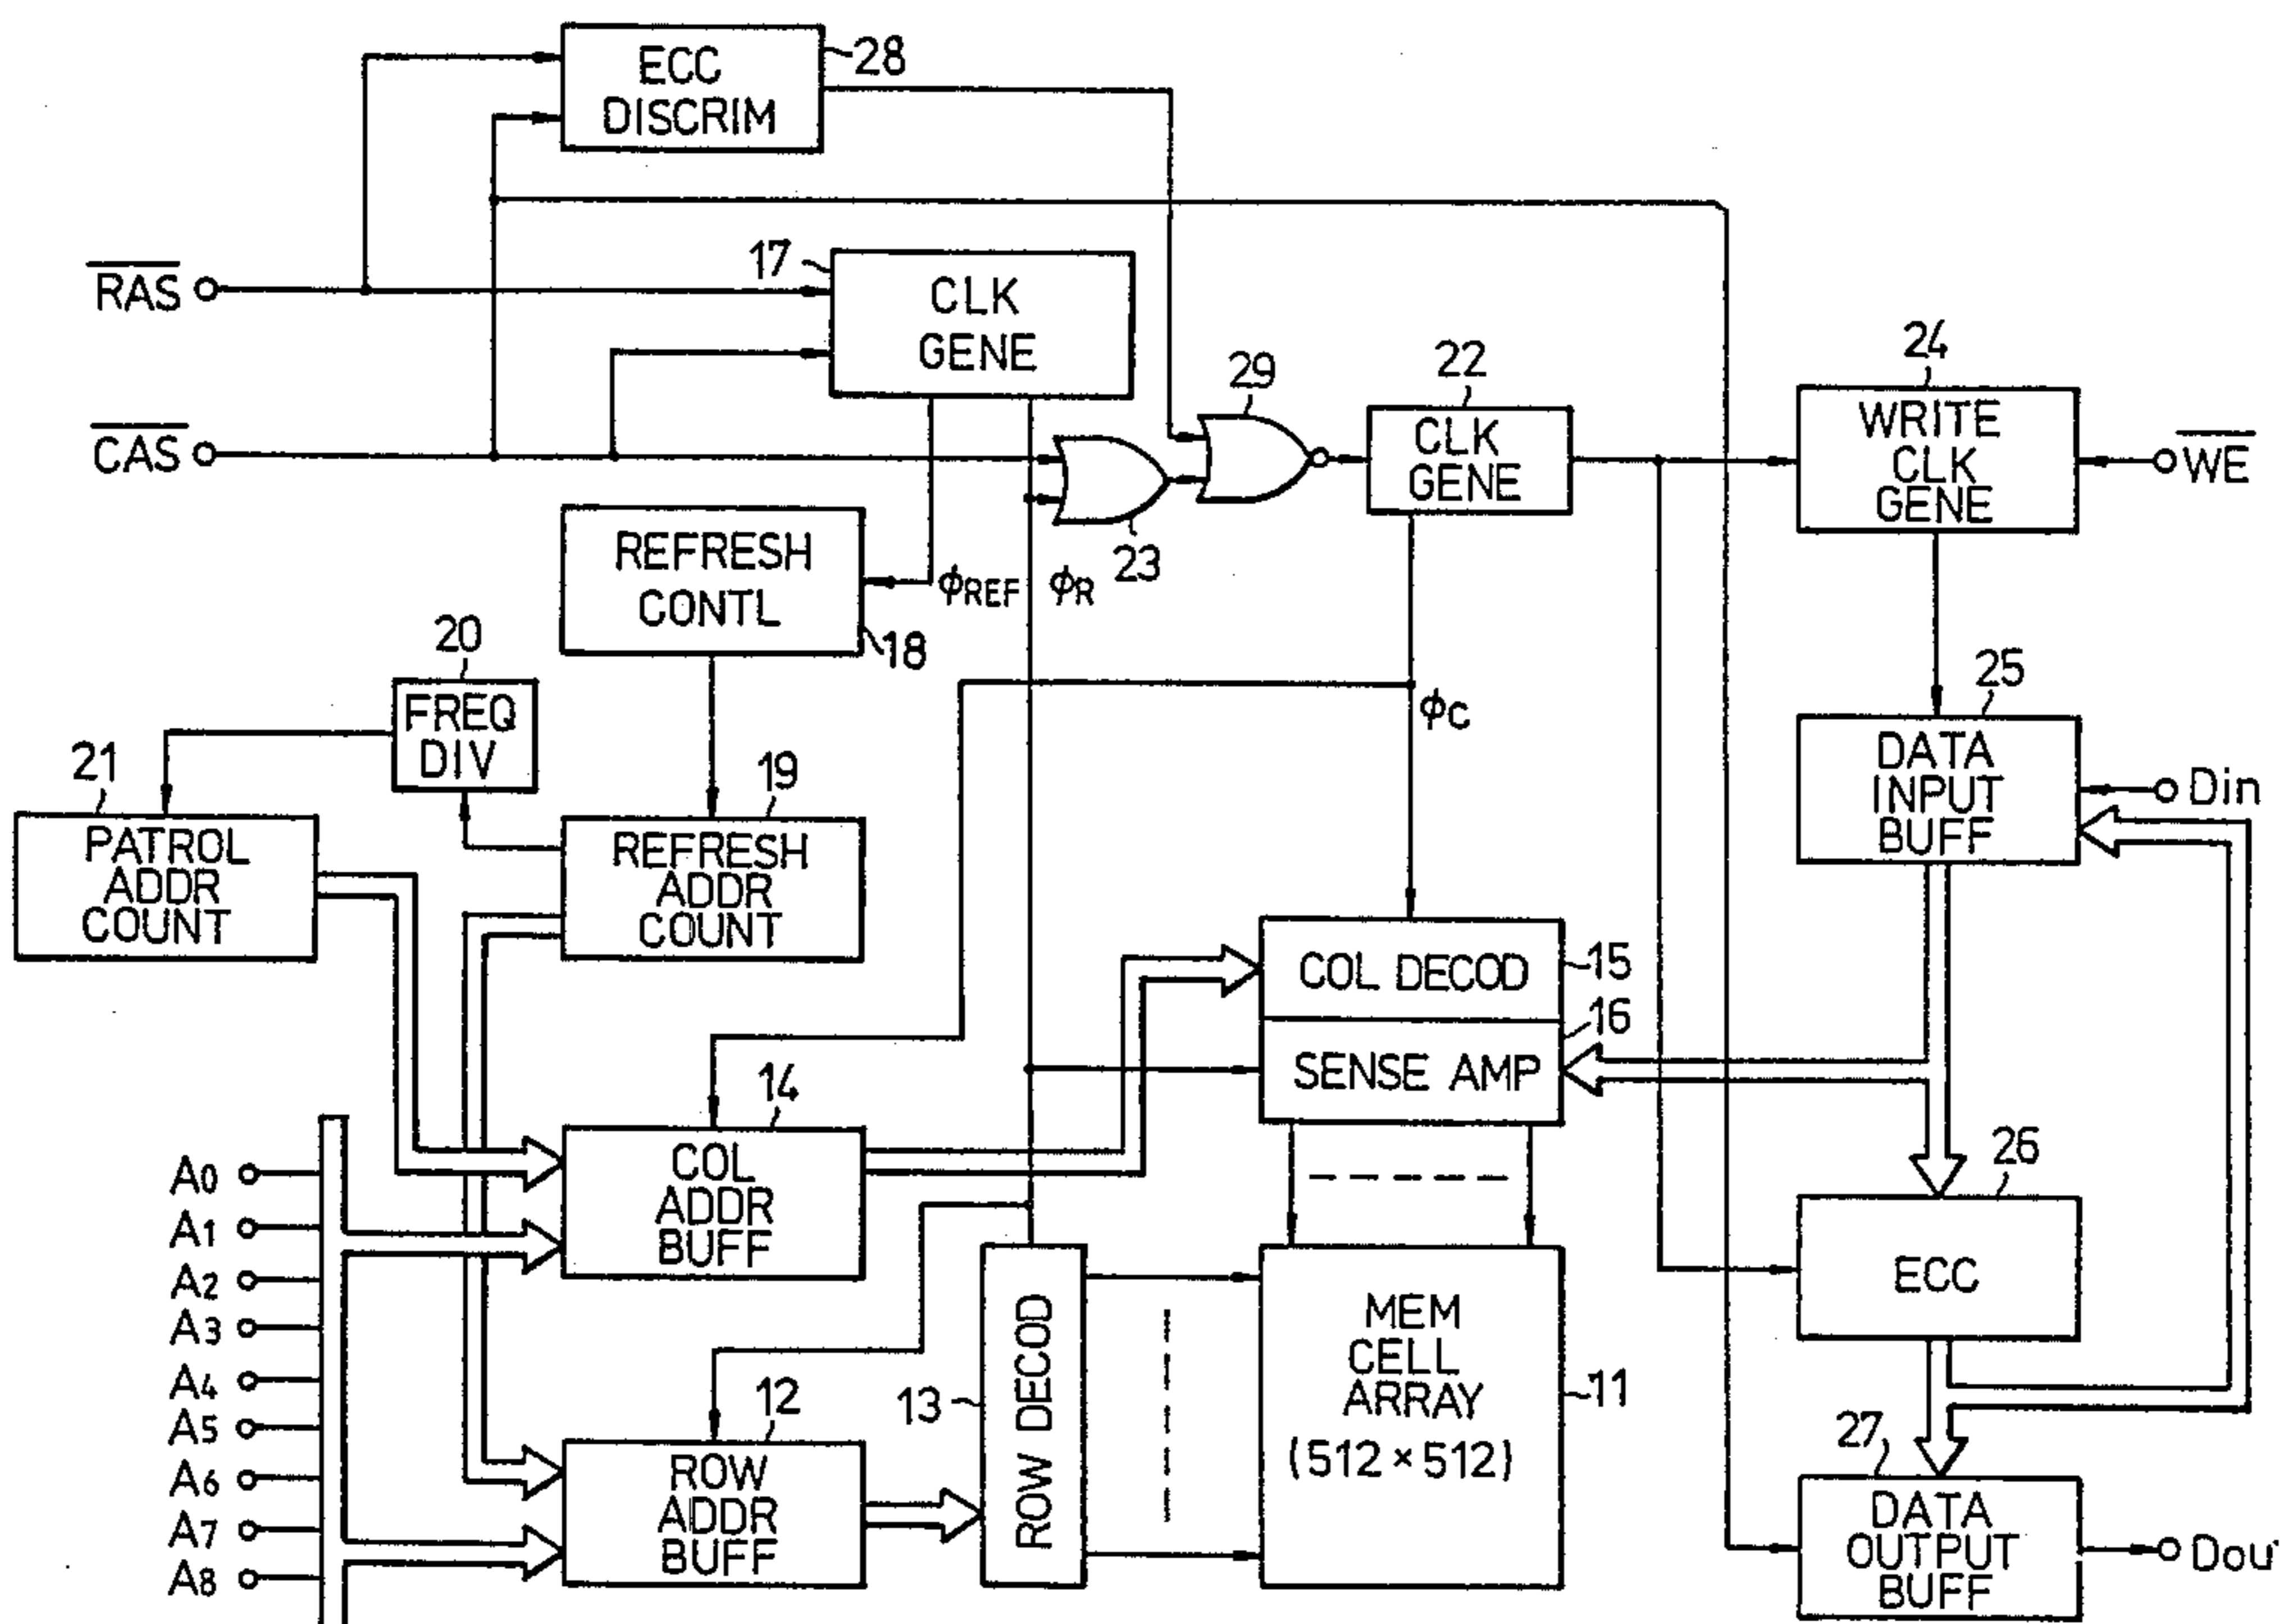 28
ECC
DISCRIM
RAS
17
CLK
GENE
CAS
29
22
CLK
GENE
24
WRITE
CLK
GENE
WE
23
REFRESH
CONTL
18
ϕREF
ϕR
20
FREQ
DIV
ϕC
25
DATA
INPUT
BUFF
Din
21
PATROL
ADDR
COUNT
19
REFRESH
ADDR
COUNT
COL DECOD
15
16
SENSE AMP
14
COL
ADDR
BUFF
26
ECC
A0
A1
A2
A3
A4
A5
A6
A7
A8
12
ROW
ADDR
BUFF
13
ROW DECOD
MEM
CELL
ARRAY
(512 × 512)
11
27
DATA
OUTPUT
BUFF
Dou